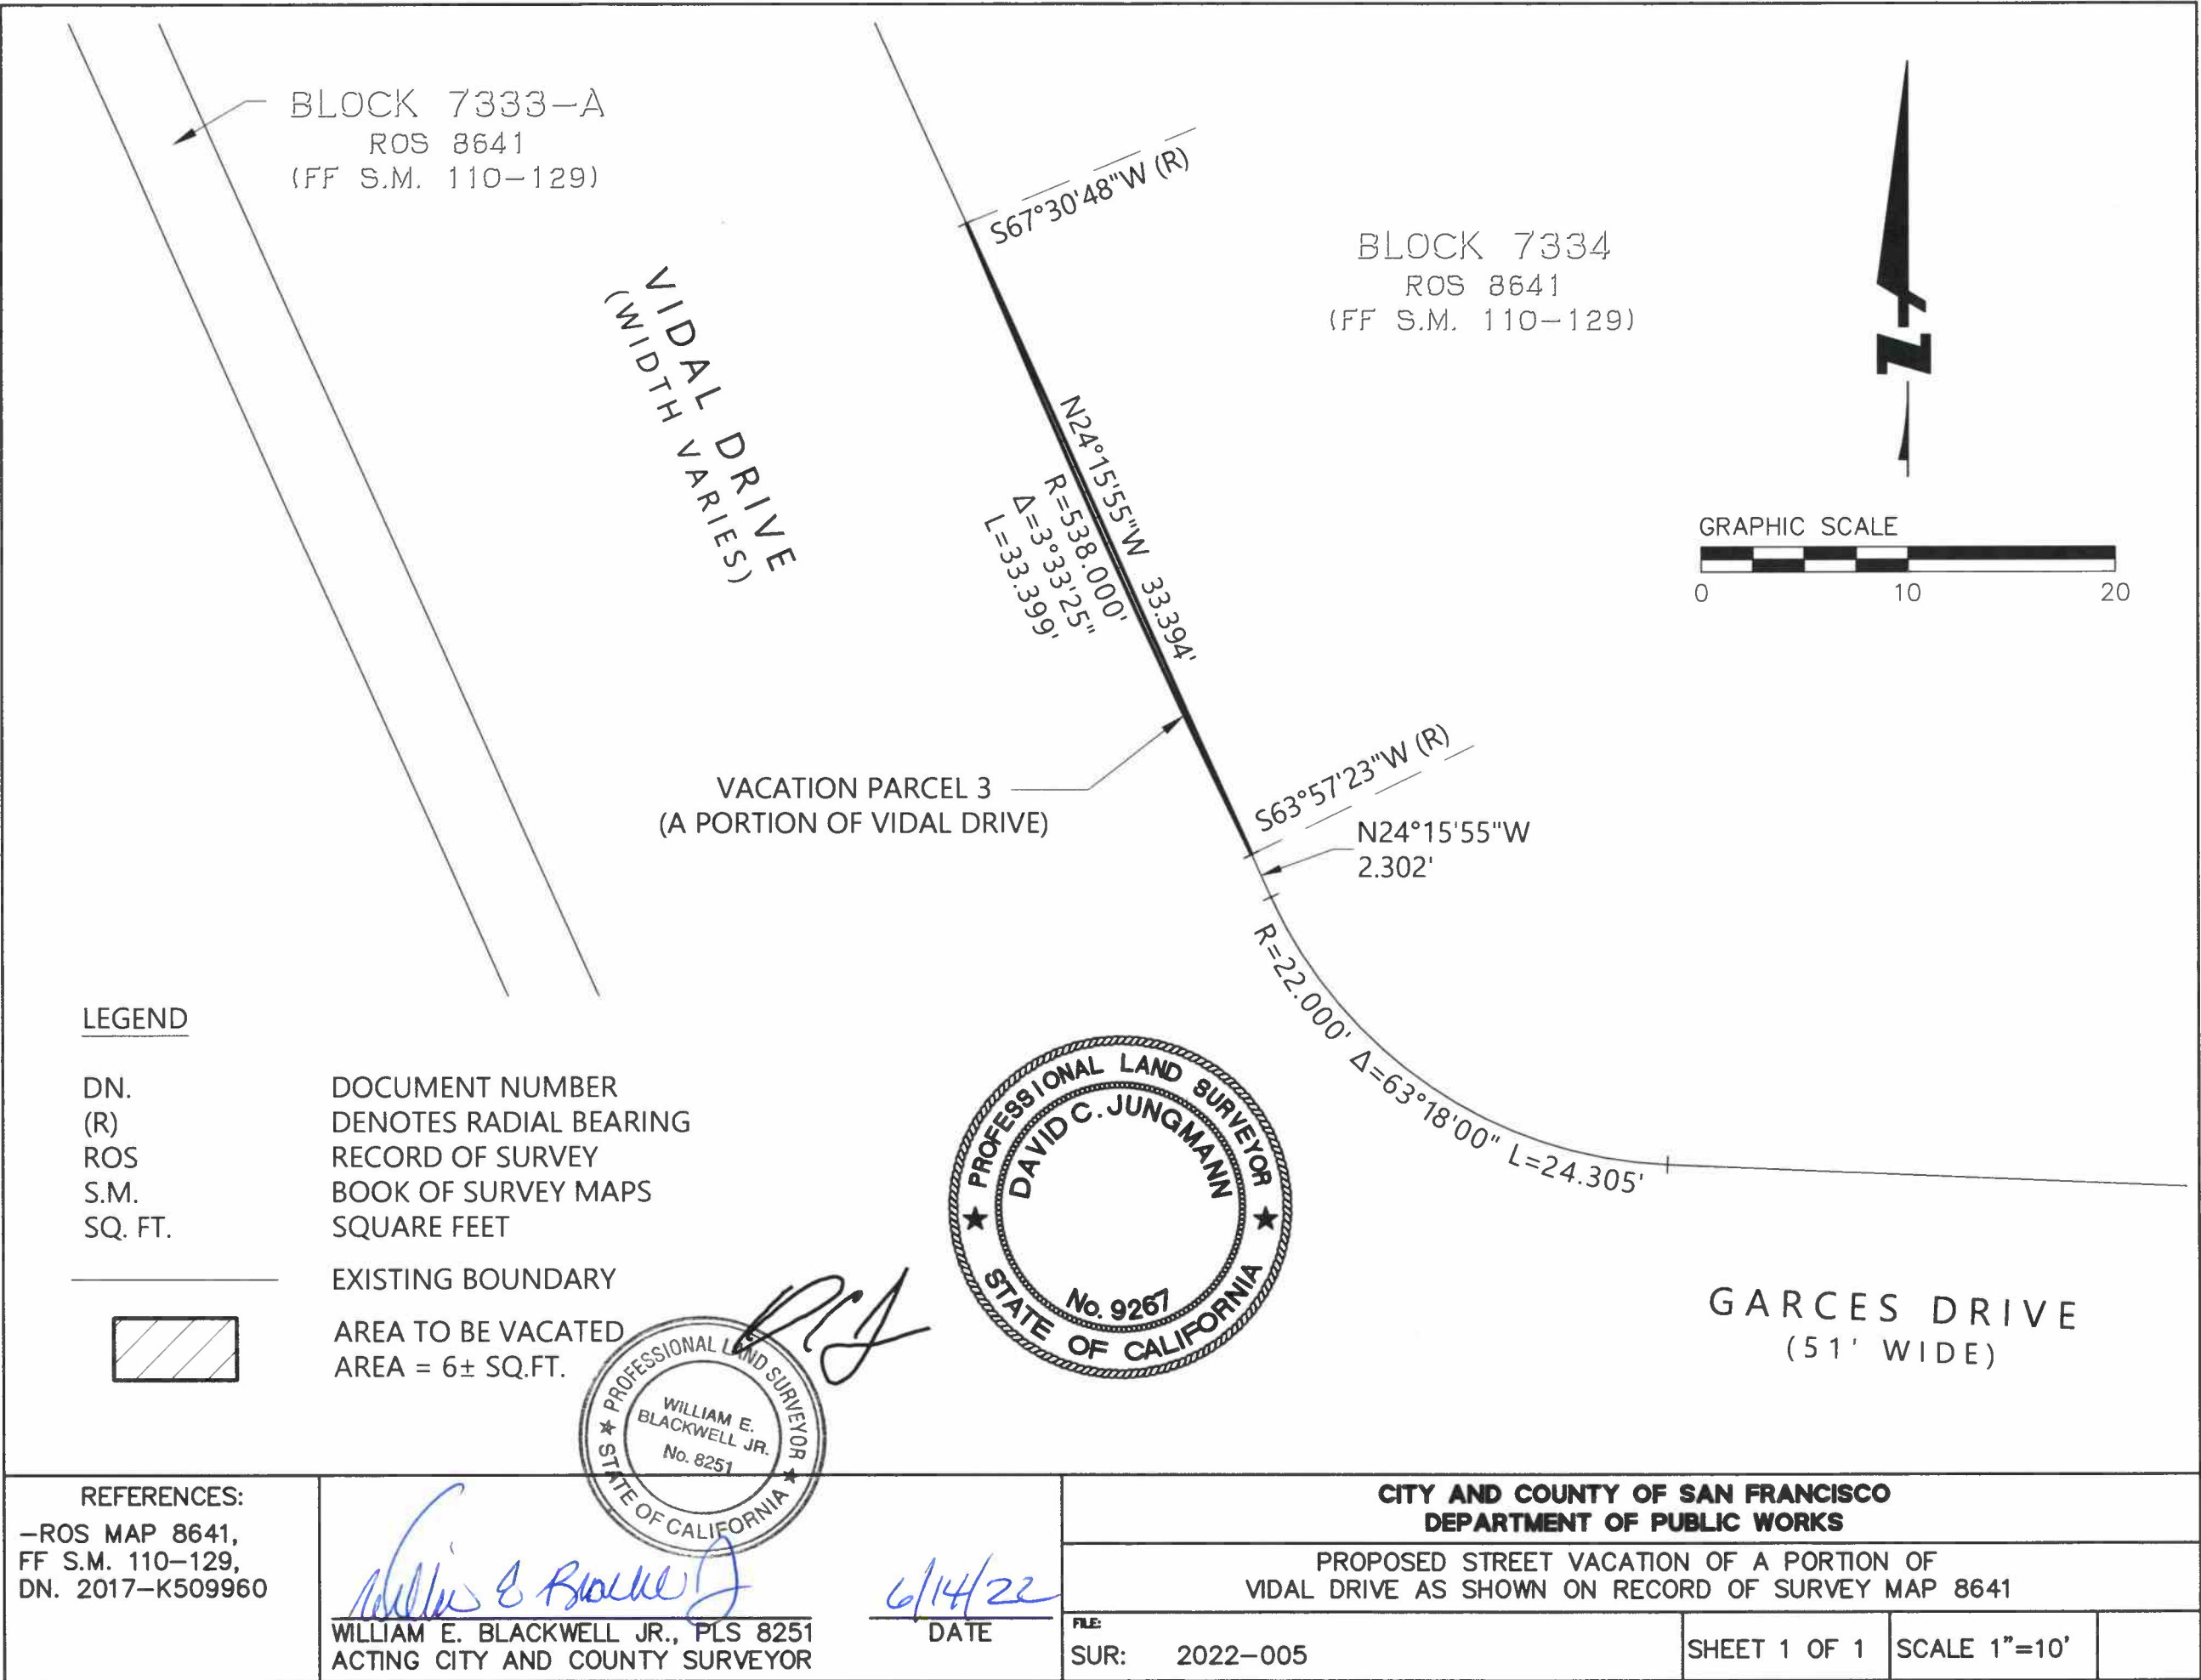 BLOCK 7333-A
ROS 8641
(FF S.M. 110-129)
S67°30'48"W (R)
BLOCK 7334
ROS 8641
(FF S.M. 110-129)
VIDAL DRIVE
(WIDTH VARIES)
N24°15'55"W 33.394'
R=538.000'
Δ=3°33'25"
L=33.399'
N
GRAPHIC SCALE
0 10 20
VACATION PARCEL 3
(A PORTION OF VIDAL DRIVE)
S63°57'23"W (R)
N24°15'55"W
2.302'
R=22.000' Δ=63°18'00" L=24.305'
LEGEND
DN. DOCUMENT NUMBER
(R) DENOTES RADIAL BEARING
ROS RECORD OF SURVEY
S.M. BOOK OF SURVEY MAPS
SQ. FT. SQUARE FEET
EXISTING BOUNDARY
AREA TO BE VACATED
AREA = 6± SQ.FT.
PROFESSIONAL LAND SURVEYOR
DAVID C. JUNGMANN
No. 9267
STATE OF CALIFORNIA
GARCES DRIVE
(51' WIDE)
PROFESSIONAL LAND SURVEYOR
WILLIAM E.
BLACKWELL JR.
No. 8251
STATE OF CALIFORNIA
REFERENCES:
-ROS MAP 8641,
FF S.M. 110-129,
DN. 2017-K509960
6/14/22
WILLIAM E. BLACKWELL JR., PLS 8251
ACTING CITY AND COUNTY SURVEYOR
DATE
CITY AND COUNTY OF SAN FRANCISCO
DEPARTMENT OF PUBLIC WORKS
PROPOSED STREET VACATION OF A PORTION OF
VIDAL DRIVE AS SHOWN ON RECORD OF SURVEY MAP 8641
FILE:
SUR: 2022-005
SHEET 1 OF 1
SCALE 1"=10'